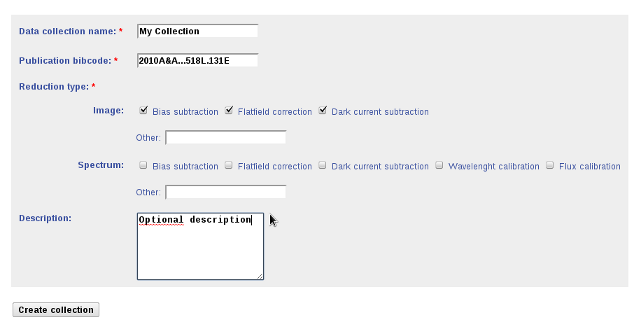 Data collection name: * My Collection
Publication bibcode: * 2010A&A...518L.131E
Reduction type: *
Image: Bias subtraction Flatfield correction Dark current subtraction
Other:
Spectrum: Bias subtraction Flatfield correction Dark current subtraction Wavelenght calibration Flux calibration
Other:
Description: Optional description
Create collection